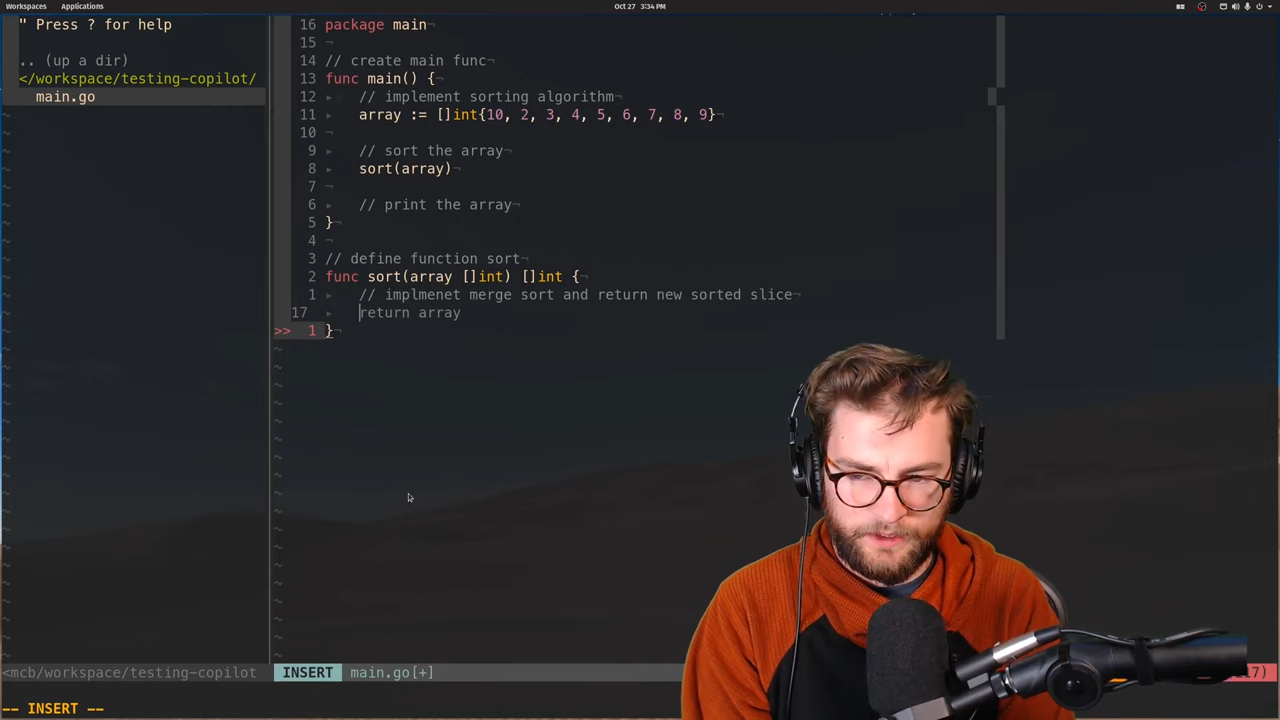 Workspaces Applications Oct 27 3:34 PM
" Press ? for help
.. (up a dir)
</workspace/testing-copilot/
main.go
16 package main
15
14 // create main func
13 func main() {
12 // implement sorting algorithm
11 array := []int{10, 2, 3, 4, 5, 6, 7, 8, 9}
10
9 // sort the array
8 sort(array)
7
6 // print the array
5 }
4
3 // define function sort
2 func sort(array []int) []int {
1 // implmenet merge sort and return new sorted slice
17 return array
>> 1 }
<mcb/workspace/testing-copilot INSERT main.go[+] 17)
-- INSERT --